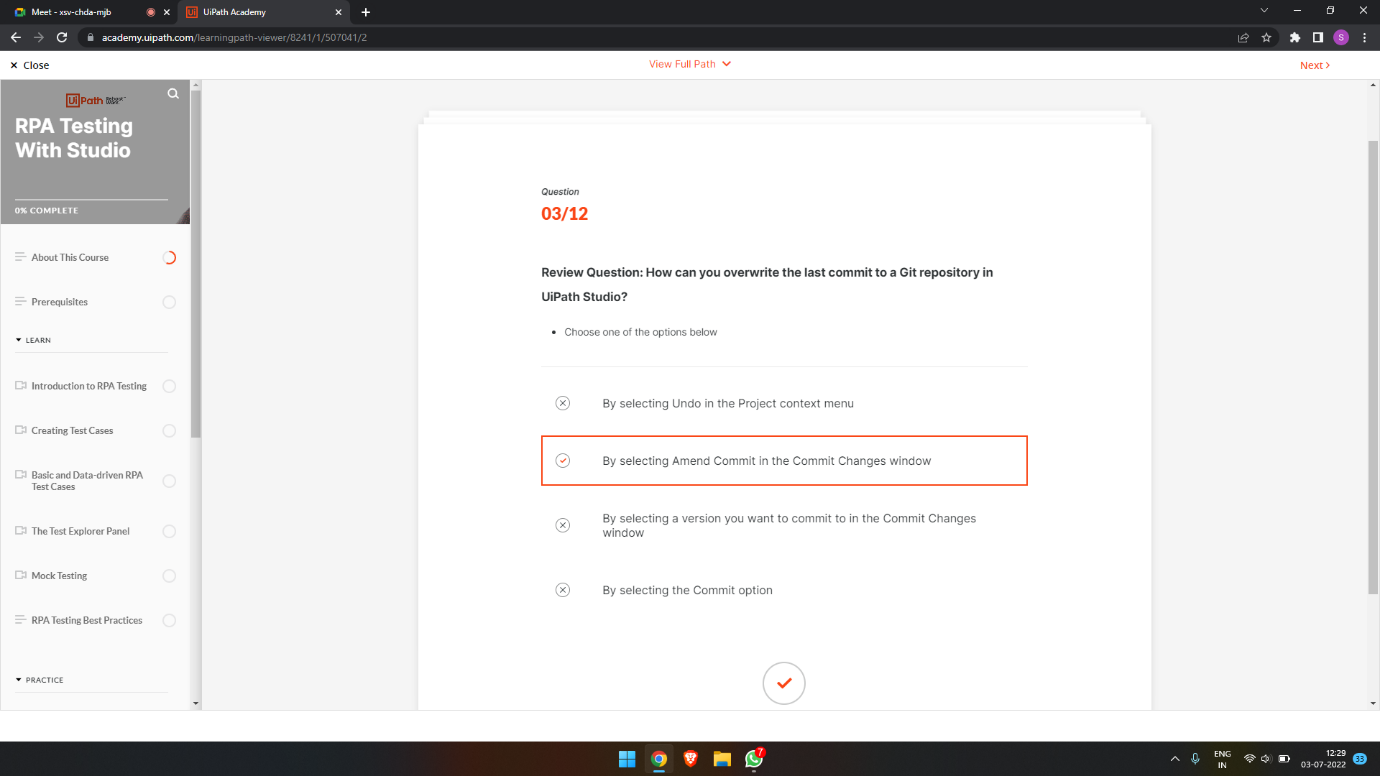 Meet - xsv-chda-mjb
UiPath Academy
academy.uipath.com/learningpath-viewer/8241/1/507041/2
S
Close
View Full Path
Next
Ui Path
RPA Testing
With Studio
0% COMPLETE
About This Course
Prerequisites
LEARN
Introduction to RPA Testing
Creating Test Cases
Basic and Data-driven RPA
Test Cases
The Test Explorer Panel
Mock Testing
RPA Testing Best Practices
PRACTICE
Question
03/12
Review Question: How can you overwrite the last commit to a Git repository in
UiPath Studio?
• Choose one of the options below
By selecting Undo in the Project context menu
By selecting Amend Commit in the Commit Changes window
By selecting a version you want to commit to in the Commit Changes
window
By selecting the Commit option
7
ENG
IN
12:29
03-07-2022
33